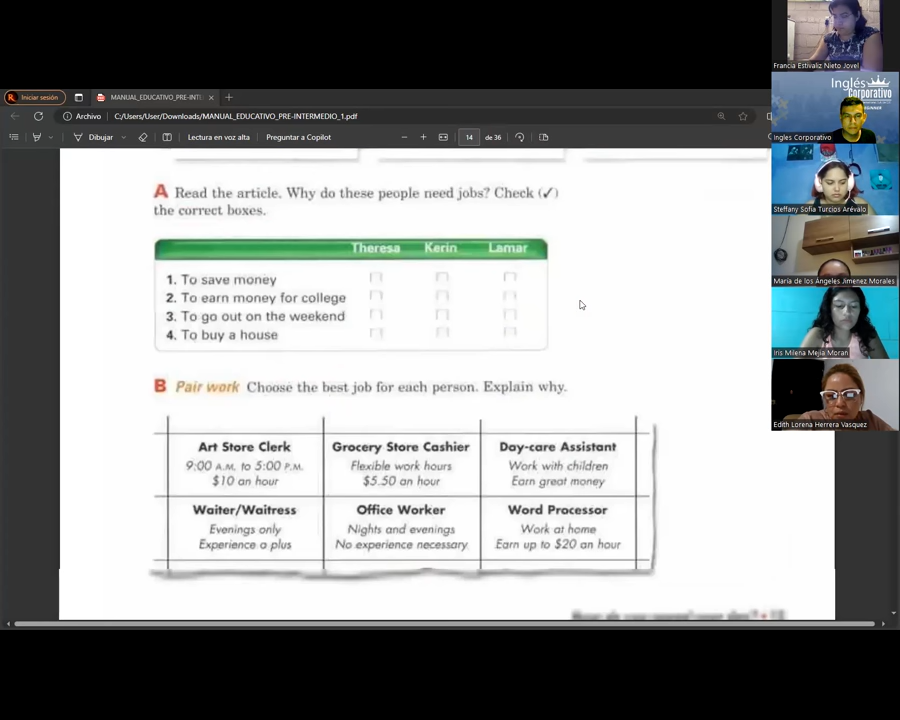 Francia Estivaliz Nieto Jovel
Inglés
Corporativo
Ingles Corporativo
Steffany Sofía Turcios Arévalo
María de los Ángeles Jimenez Morales
Iris Milena Mejía Moran
Edith Lorena Herrera Vasquez
Iniciar sesión
MANUAL_EDUCATIVO_PRE-INT
Archivo
C:/Users/User/Downloads/MANUAL_EDUCATIVO_PRE-INTERMEDIO_1.pdf
Dibujar
Lectura en voz alta
Preguntar a Copilot
14
de 36
A Read the article. Why do these people need jobs? Check (✓)
the correct boxes.
Theresa Kerin Lamar
1. To save money
2. To earn money for college
3. To go out on the weekend
4. To buy a house
B Pair work Choose the best job for each person. Explain why.
Art Store Clerk
9:00 A.M. to 5:00 P.M.
$10 an hour
Grocery Store Cashier
Flexible work hours
$5.50 an hour
Day-care Assistant
Work with children
Earn great money
Waiter/Waitress
Evenings only
Experience a plus
Office Worker
Nights and evenings
No experience necessary
Word Processor
Work at home
Earn up to $20 an hour